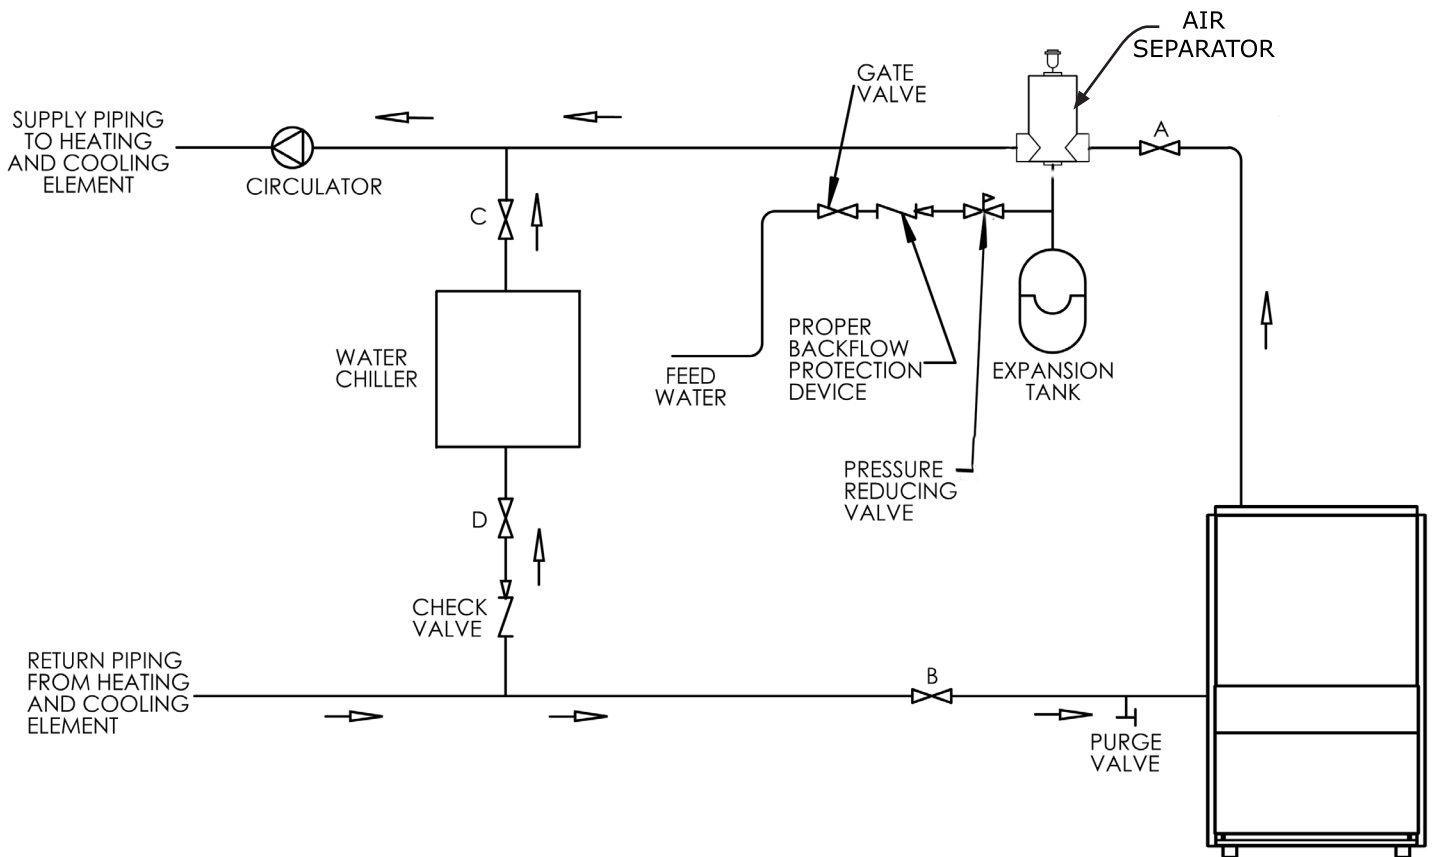 AIR
SEPARATOR
GATE
VALVE
SUPPLY PIPING
TO HEATING
AND COOLING
ELEMENT
CIRCULATOR
A
C
WATER
CHILLER
FEED
WATER
PROPER
BACKFLOW
PROTECTION
DEVICE
EXPANSION
TANK
PRESSURE
REDUCING
VALVE
D
CHECK
VALVE
RETURN PIPING
FROM HEATING
AND COOLING
ELEMENT
B
PURGE
VALVE